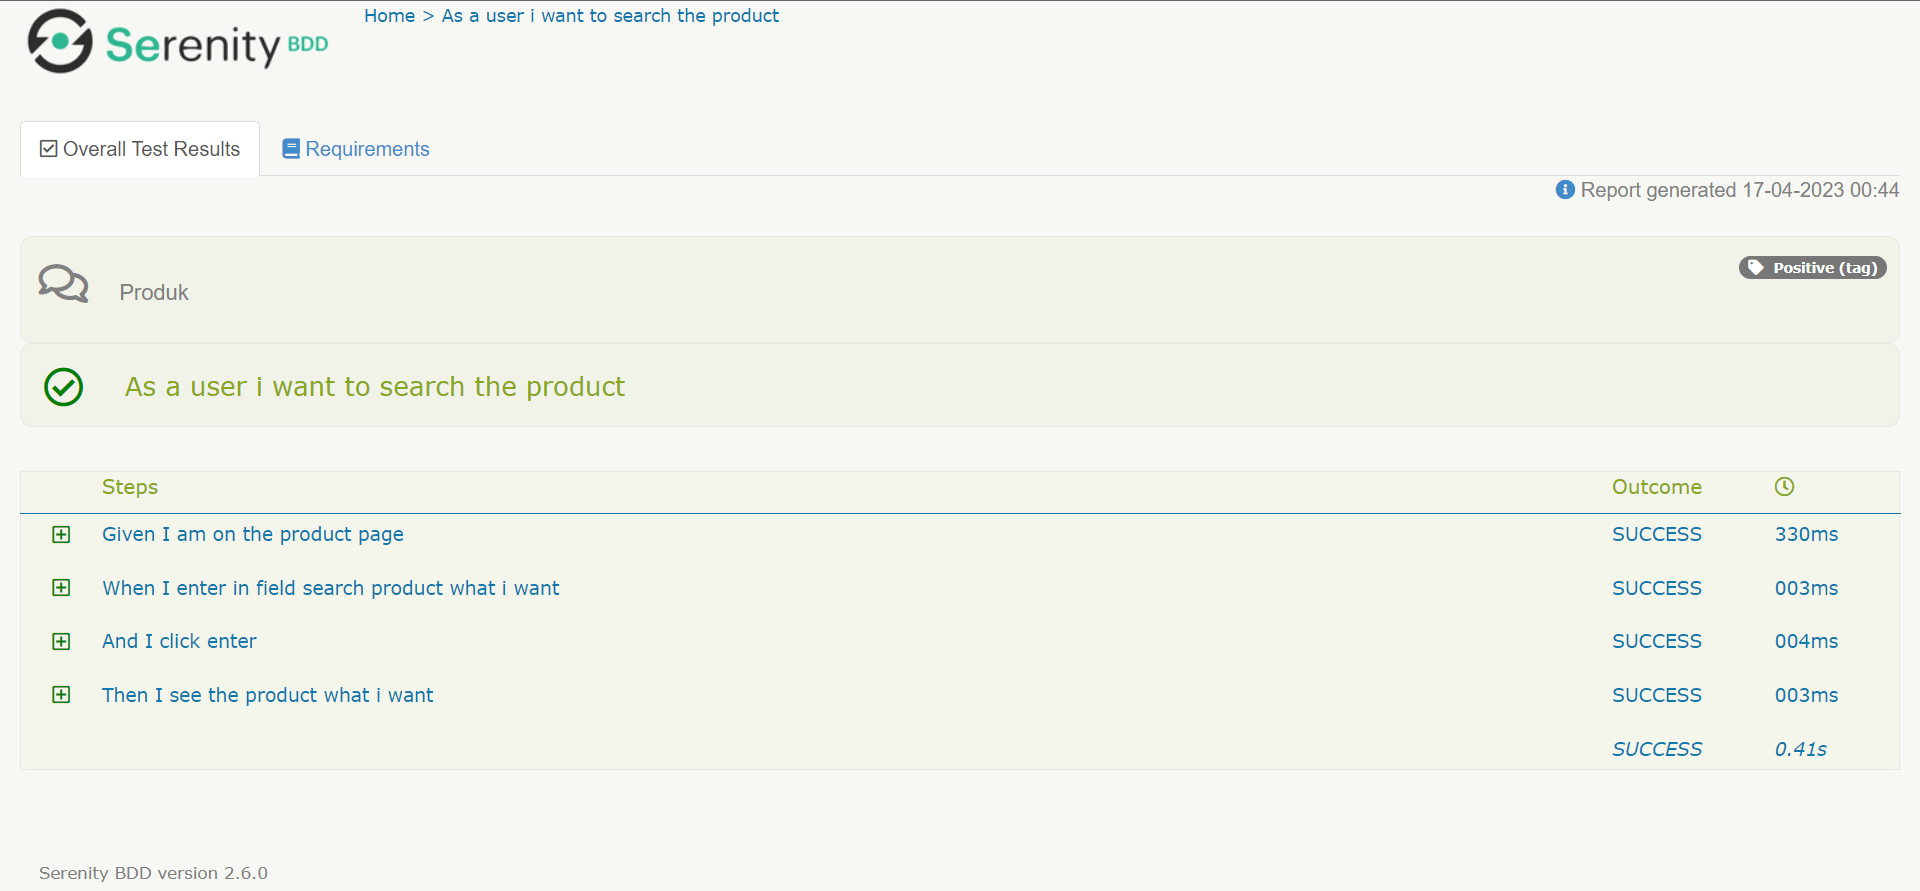 Serenity BDD
Home > As a user i want to search the product
Overall Test Results
Requirements
Report generated 17-04-2023 00:44
Produk
Positive (tag)
As a user i want to search the product
Steps Outcome
Given I am on the product page SUCCESS 330ms
When I enter in field search product what i want SUCCESS 003ms
And I click enter SUCCESS 004ms
Then I see the product what i want SUCCESS 003ms
SUCCESS 0.41s
Serenity BDD version 2.6.0